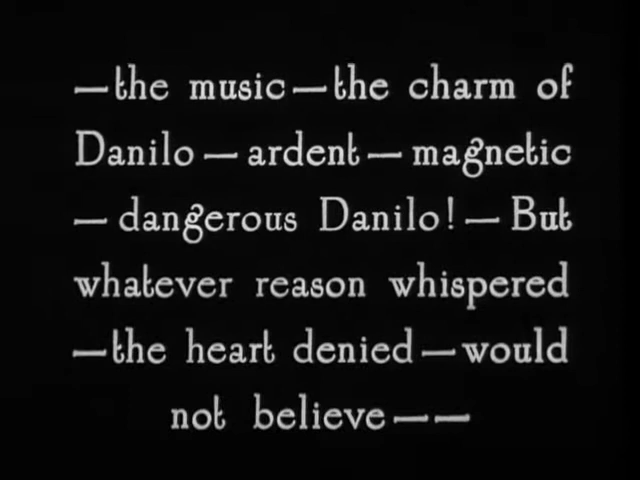 —the music—the charm of
Danilo — ardent — magnetic
— dangerous Danilo! — But
whatever reason whispered
—the heart denied—would
not believe——